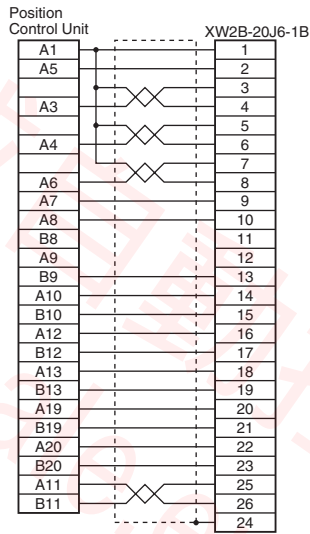 Position
Control Unit
XW2B-20J6-1B
A1 1
A5 2
3
A3 4
5
A4 6
7
A6 8
A7 9
A8 10
B8 11
A9 12
B9 13
A10 14
B10 15
A12 16
B12 17
A13 18
B13 19
A19 20
B19 21
A20 22
B20 23
A11 25
B11 26
24